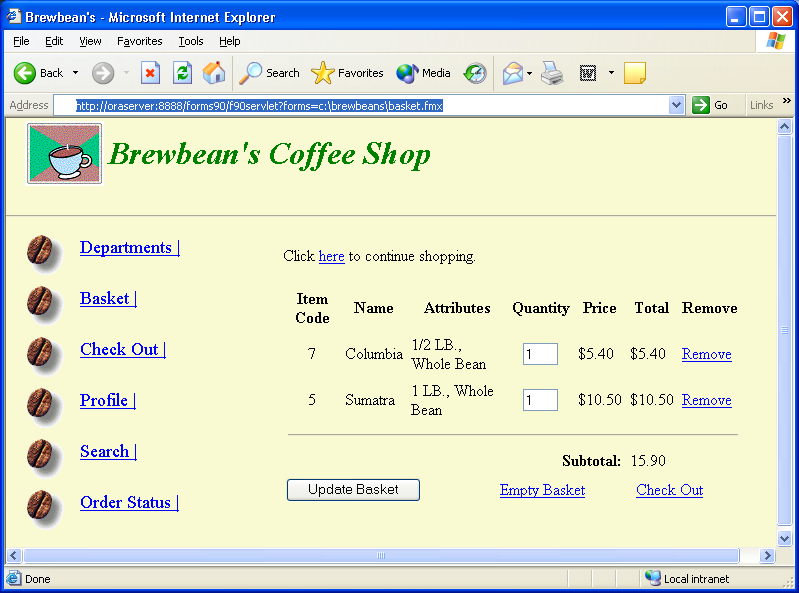 Brewbean's - Microsoft Internet Explorer
File Edit View Favorites Tools Help
Back Search Favorites Media
Address http://oraserver:8888/forms90/f90servlet?forms=c:\brewbeans\basket.fmx Go Links »
Brewbean's Coffee Shop
Departments |
Basket |
Check Out |
Profile |
Search |
Order Status |
Click here to continue shopping.
Item Code Name Attributes Quantity Price Total Remove
7 Columbia 1/2 LB., Whole Bean 1 $5.40 $5.40 Remove
5 Sumatra 1 LB., Whole Bean 1 $10.50 $10.50 Remove
Subtotal: 15.90
Update Basket Empty Basket Check Out
Done Local intranet